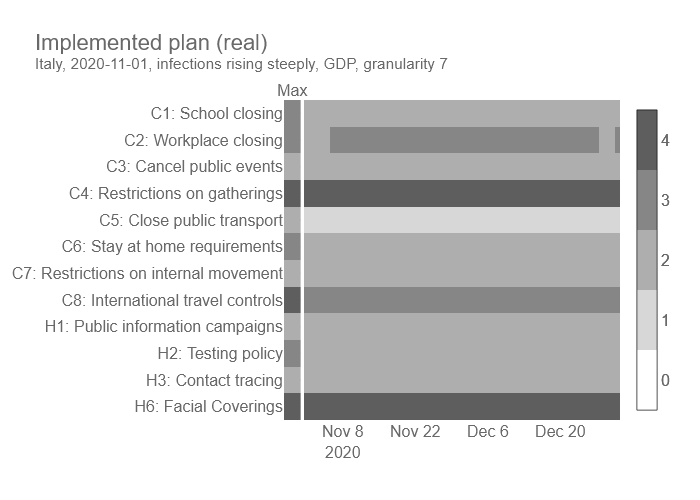 Implemented plan (real)
Italy, 2020-11-01, infections rising steeply, GDP, granularity 7
Max
C1: School closing
C2: Workplace closing
C3: Cancel public events
C4: Restrictions on gatherings
C5: Close public transport
C6: Stay at home requirements
C7: Restrictions on internal movement
C8: International travel controls
H1: Public information campaigns
H2: Testing policy
H3: Contact tracing
H6: Facial Coverings
Nov 8 Nov 22 Dec 6 Dec 20
2020
4
3
2
1
0